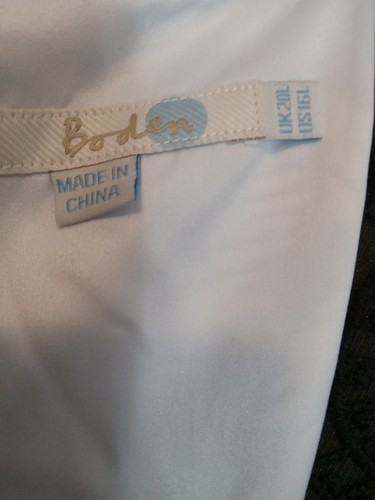 Boden
UK20L
US16L
MADE IN
CHINA